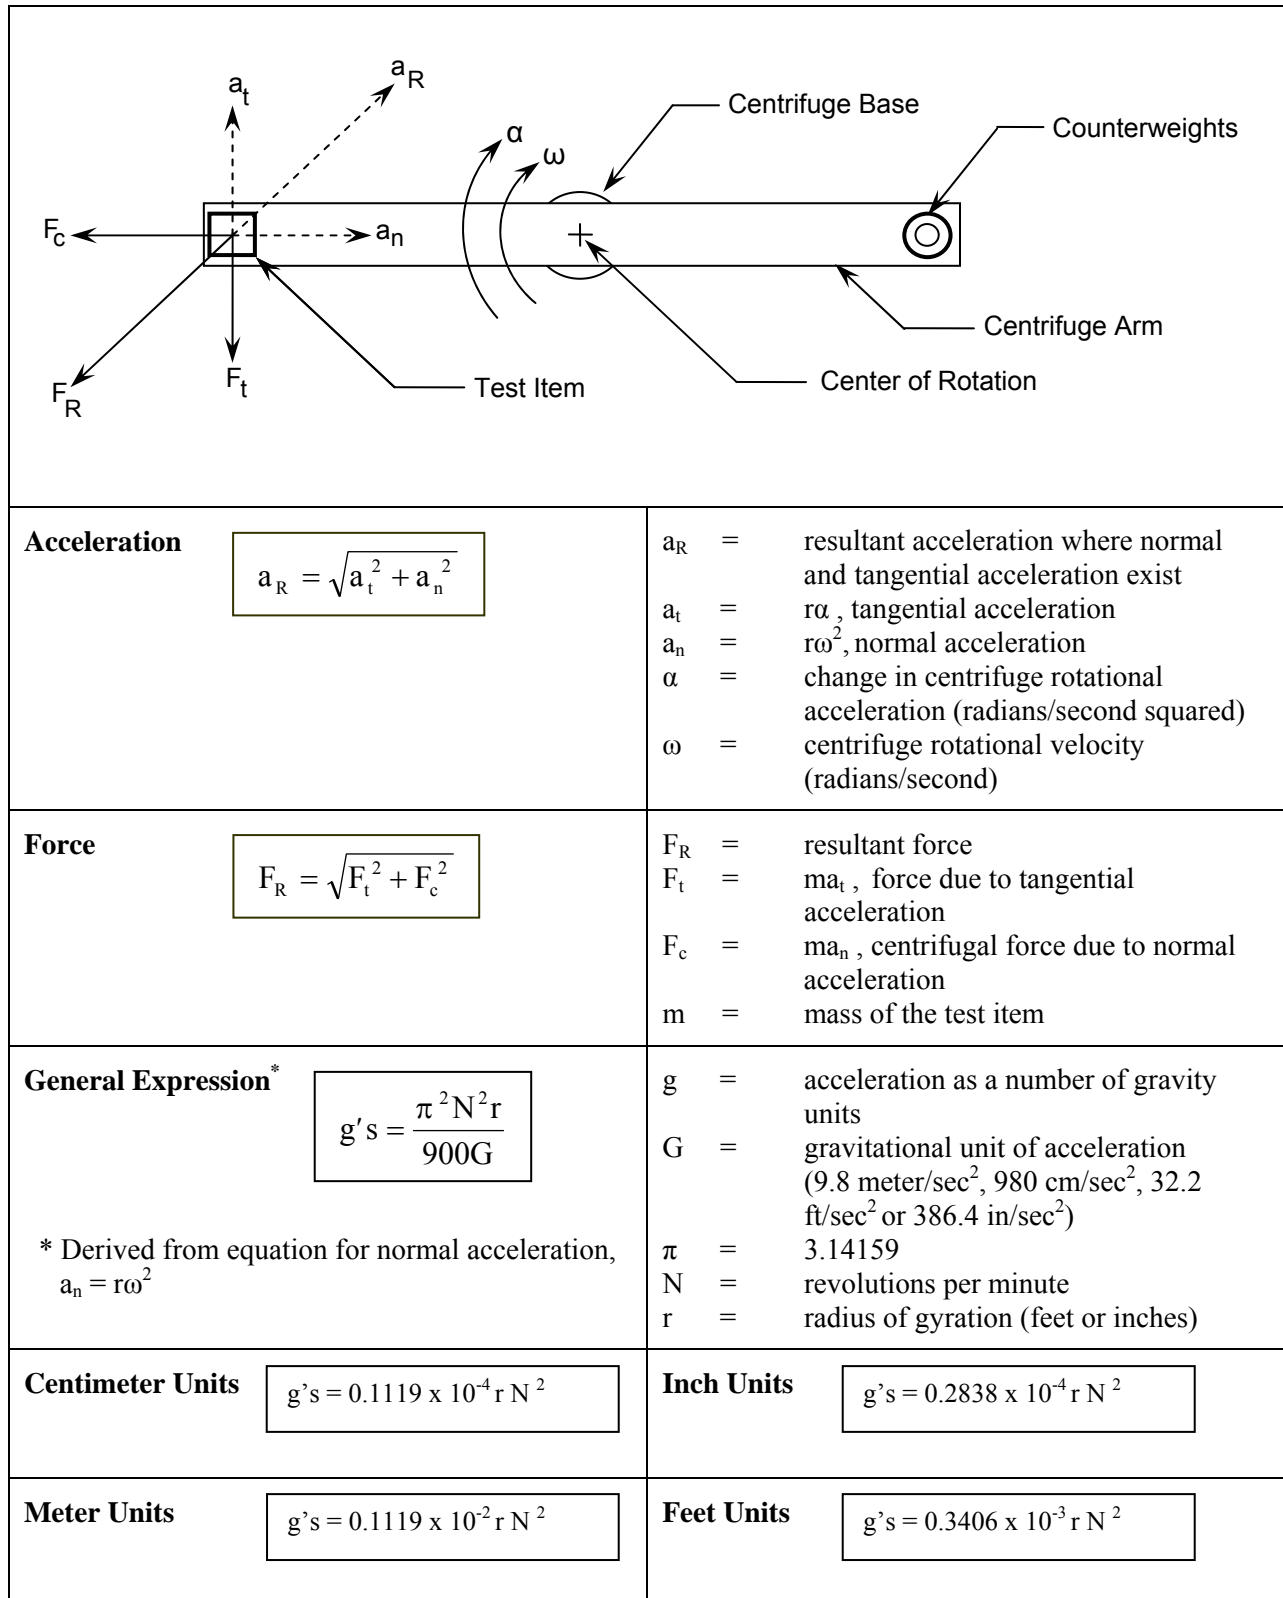 a_t
a_R
Centrifuge Base
Counterweights
α
ω
F_c
a_n
Centrifuge Arm
F_R
F_t
Test Item
Center of Rotation
Acceleration
a_R = √(a_t² + a_n²)
a_R = resultant acceleration where normal
and tangential acceleration exist
a_t = rα , tangential acceleration
a_n = rω², normal acceleration
α = change in centrifuge rotational
acceleration (radians/second squared)
ω = centrifuge rotational velocity
(radians/second)
Force
F_R = √(F_t² + F_c²)
F_R = resultant force
F_t = ma_t , force due to tangential
acceleration
F_c = ma_n , centrifugal force due to normal
acceleration
m = mass of the test item
General Expression*
g's = π²N²r / 900G
* Derived from equation for normal acceleration,
a_n = rω²
g = acceleration as a number of gravity
units
G = gravitational unit of acceleration
(9.8 meter/sec², 980 cm/sec², 32.2
ft/sec² or 386.4 in/sec²)
π = 3.14159
N = revolutions per minute
r = radius of gyration (feet or inches)
Centimeter Units g's = 0.1119 x 10⁻⁴ r N ²
Inch Units g's = 0.2838 x 10⁻⁴ r N ²
Meter Units g's = 0.1119 x 10⁻² r N ²
Feet Units g's = 0.3406 x 10⁻³ r N ²